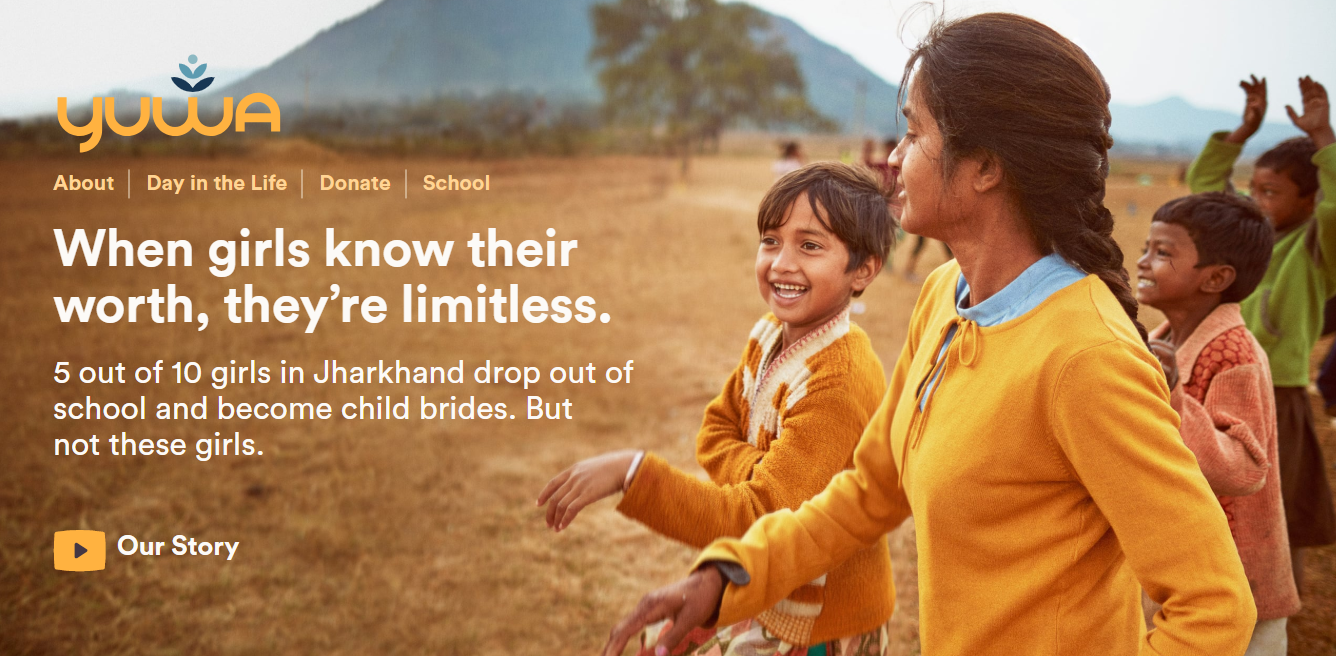 yuwa
About | Day in the Life | Donate | School
When girls know their
worth, they’re limitless.
5 out of 10 girls in Jharkhand drop out of
school and become child brides. But
not these girls.
Our Story